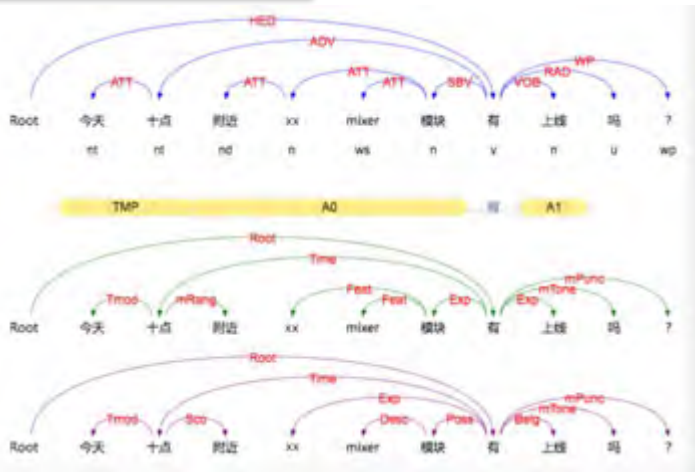 HED
ADV
WP
ATT RAD
ATT ATT ATT SBV VOB
Root 今天 十点 附近 xx mixer 模块 有 上线 吗 ?
nt nt nd n ws n v n u wp
TMP A0 有 A1
Root
Time
mPunc
Feat mTone
Tmod mRang Feat Exp Exp
Root 今天 十点 附近 xx mixer 模块 有 上线 吗 ?
Root
Time
Exp mPunc
mTone
Tmod Sco Desc Poss Belg
Root 今天 十点 附近 xx mixer 模块 有 上线 吗 ?